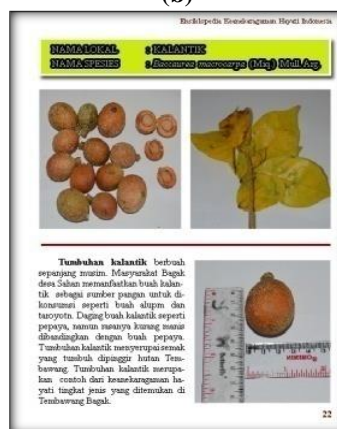 (b)
Ensiklopedia Keanekaragaman Hayati Indonesia
NAMA LOKAL : KALANTIK
NAMA SPESIES : Baccaurea macrocarpa (Miq.) Mull. Arg.
Tumbuhan kalantik berbuah
sepanjang musim. Masyarakat Bagak
desa Sahan memanfaatkan buah kalan-
tik sebagai sumber pangan untuk di-
konsumsi seperti buah alupm dan
taroyotn. Daging buah kalantik seperti
pepaya, namun rasanya kurang manis
dibandingkan dengan buah pepaya.
Tumbuhan kalantik menyerupai semak
yang tumbuh dipinggir hutan Tem-
bawang. Tumbuhan kalantik merupa-
kan contoh dari keanekaragaman ha-
yati tingkat jenis yang ditemukan di
Tembawang Bagak.
22